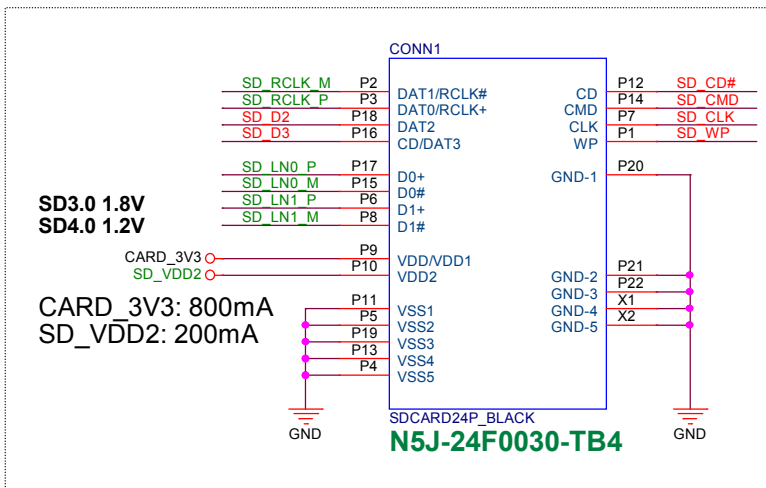 CONN1
SD_RCLK_M P2 DAT1/RCLK# CD P12 SD_CD#
SD_RCLK_P P3 DAT0/RCLK+ CMD P14 SD_CMD
SD_D2 P18 DAT2 CLK P7 SD_CLK
SD_D3 P16 CD/DAT3 WP P1 SD_WP
SD_LN0_P P17 D0+ GND-1 P20
SD_LN0_M P15 D0#
SD_LN1_P P6 D1+
SD_LN1_M P8 D1#
SD3.0 1.8V
SD4.0 1.2V
CARD_3V3 P9 VDD/VDD1
SD_VDD2 P10 VDD2
GND-2 P21
GND-3 P22
GND-4 X1
GND-5 X2
CARD_3V3: 800mA
SD_VDD2: 200mA
P11 VSS1
P5 VSS2
P19 VSS3
P13 VSS4
P4 VSS5
GND
GND
SDCARD24P_BLACK
N5J-24F0030-TB4